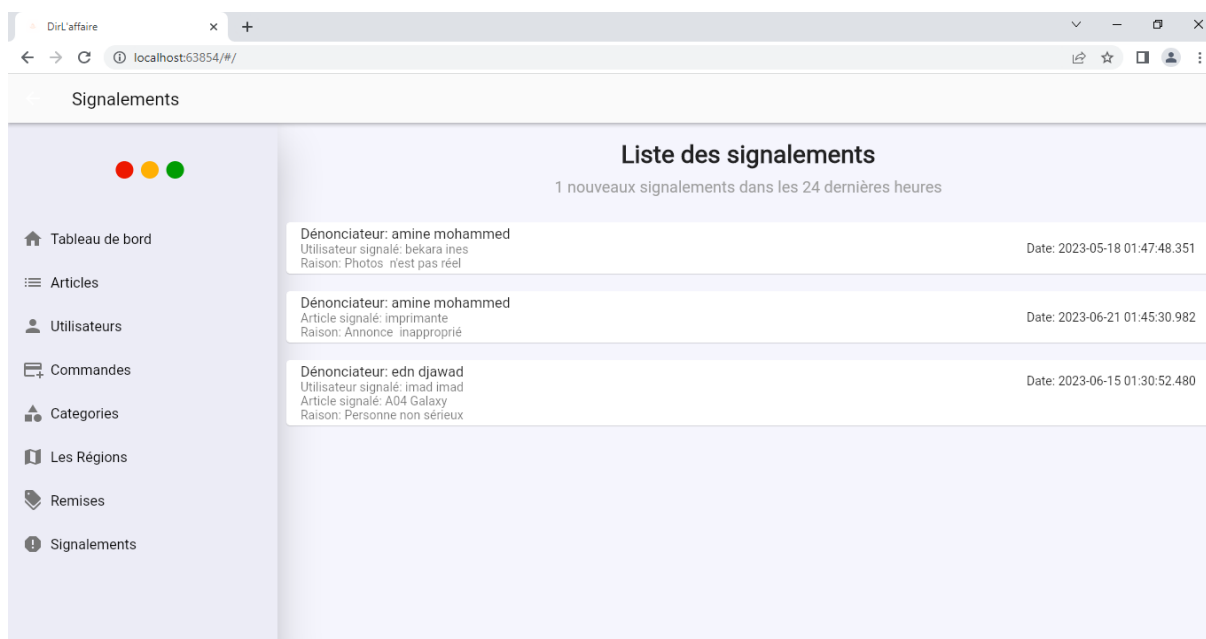 DirL'affaire
localhost:63854/#/
Signalements
Tableau de bord
Articles
Utilisateurs
Commandes
Categories
Les Régions
Remises
Signalements
Liste des signalements
1 nouveaux signalements dans les 24 dernières heures
Dénonciateur: amine mohammed
Utilisateur signalé: bekara ines
Raison: Photos  n'est pas réel
Date: 2023-05-18 01:47:48.351
Dénonciateur: amine mohammed
Article signalé: imprimante
Raison: Annonce  inapproprié
Date: 2023-06-21 01:45:30.982
Dénonciateur: edn djawad
Utilisateur signalé: imad imad
Article signalé: A04 Galaxy
Raison: Personne non sérieux
Date: 2023-06-15 01:30:52.480